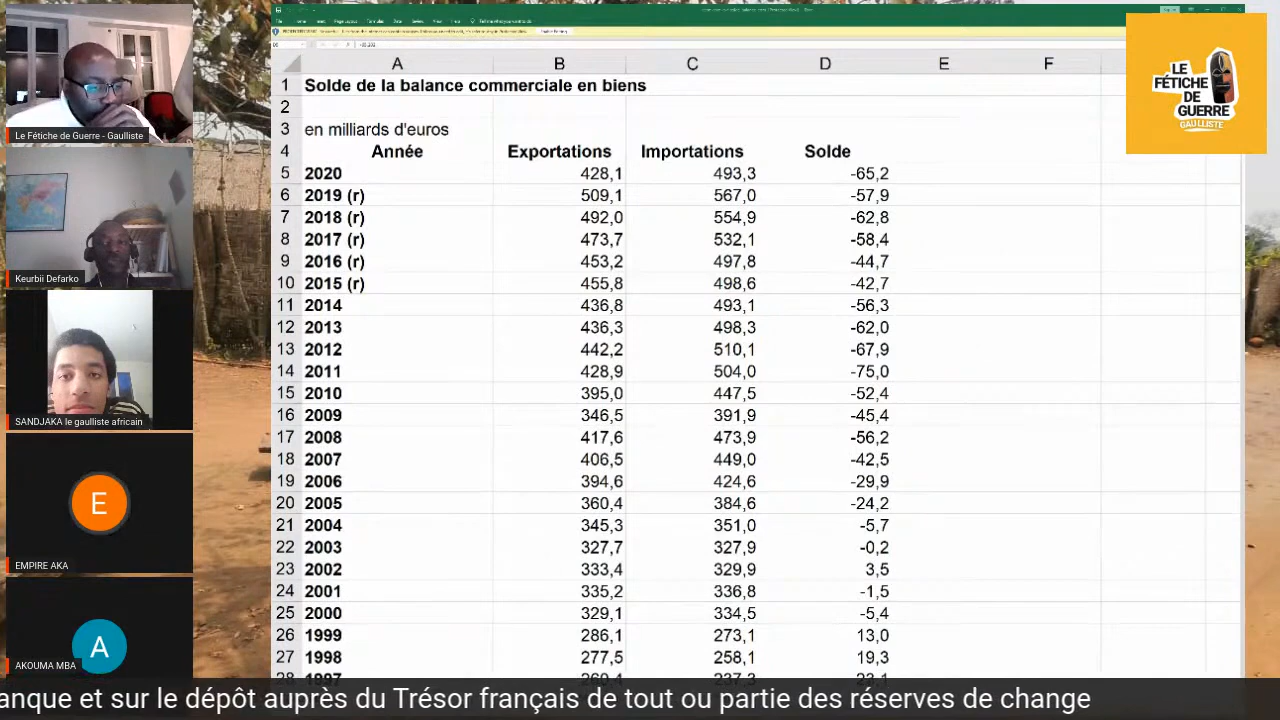 LE
FÉTICHE
DE
GUERRE
GAULLISTE
Le Fétiche de Guerre - Gaulliste
Keurbii Defarko
SANDJAKA le gaulliste africain
E
EMPIRE AKA
A
AKOUMA MBA
A B C D E F
1 Solde de la balance commerciale en biens
2
3 en milliards d'euros
4 Année Exportations Importations Solde
5 2020 428,1 493,3 -65,2
6 2019 (r) 509,1 567,0 -57,9
7 2018 (r) 492,0 554,9 -62,8
8 2017 (r) 473,7 532,1 -58,4
9 2016 (r) 453,2 497,8 -44,7
10 2015 (r) 455,8 498,6 -42,7
11 2014 436,8 493,1 -56,3
12 2013 436,3 498,3 -62,0
13 2012 442,2 510,1 -67,9
14 2011 428,9 504,0 -75,0
15 2010 395,0 447,5 -52,4
16 2009 346,5 391,9 -45,4
17 2008 417,6 473,9 -56,2
18 2007 406,5 449,0 -42,5
19 2006 394,6 424,6 -29,9
20 2005 360,4 384,6 -24,2
21 2004 345,3 351,0 -5,7
22 2003 327,7 327,9 -0,2
23 2002 333,4 329,9 3,5
24 2001 335,2 336,8 -1,5
25 2000 329,1 334,5 -5,4
26 1999 286,1 273,1 13,0
27 1998 277,5 258,1 19,3
28 1997 260,4 237,3 23,1
anque et sur le dépôt auprès du Trésor français de tout ou partie des réserves de change